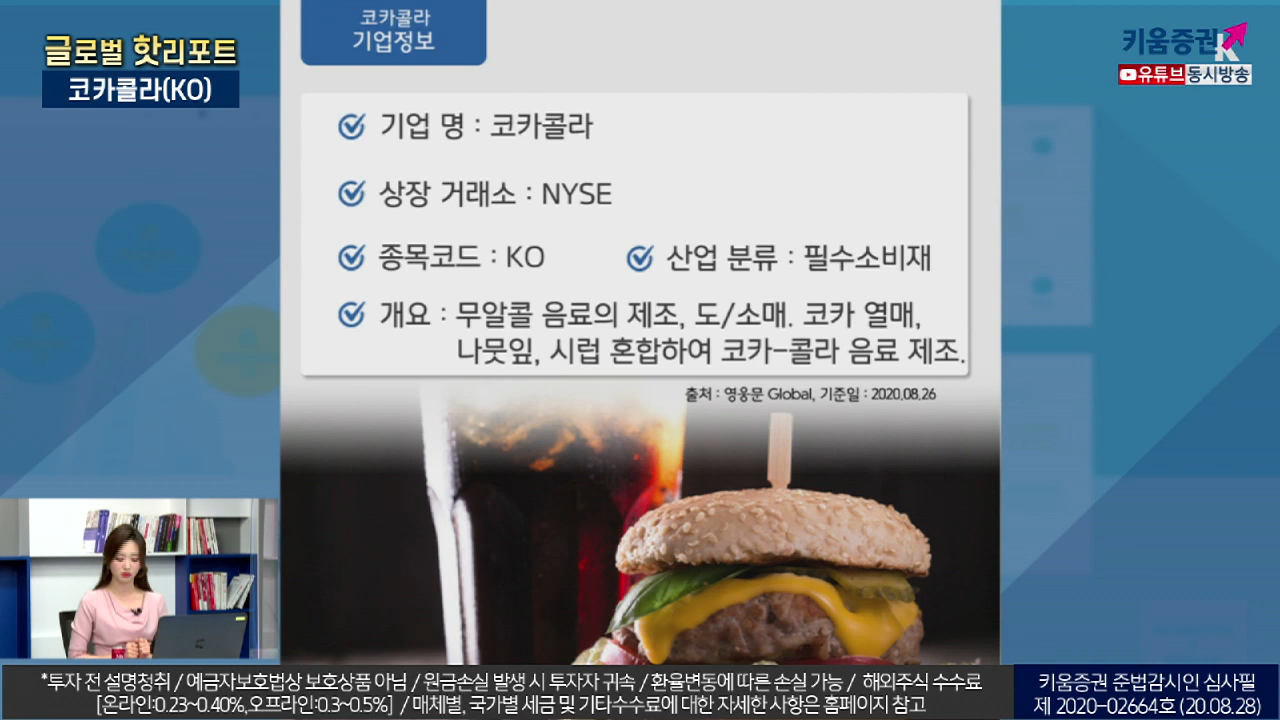 글로벌 핫리포트
코카콜라(KO)
코카콜라
기업정보
키움증권
유튜브동시방송
기업 명 : 코카콜라
상장 거래소 : NYSE
종목코드 : KO
산업 분류 : 필수소비재
개요 : 무알콜 음료의 제조, 도/소매. 코카 열매,
나뭇잎, 시럽 혼합하여 코카-콜라 음료 제조.
출처 : 영웅문 Global, 기준일 : 2020.08.26
*투자 전 설명청취 / 예금자보호법상 보호상품 아님 / 원금손실 발생 시 투자자 귀속 / 환율변동에 따른 손실 가능 / 해외주식 수수료
[온라인:0.23~0.40%,오프라인:0.3~0.5%] / 매체별, 국가별 세금 및 기타수수료에 대한 자세한 사항은 홈페이지 참고
키움증권 준법감시인 심사필
제 2020-02664호 (20.08.28)